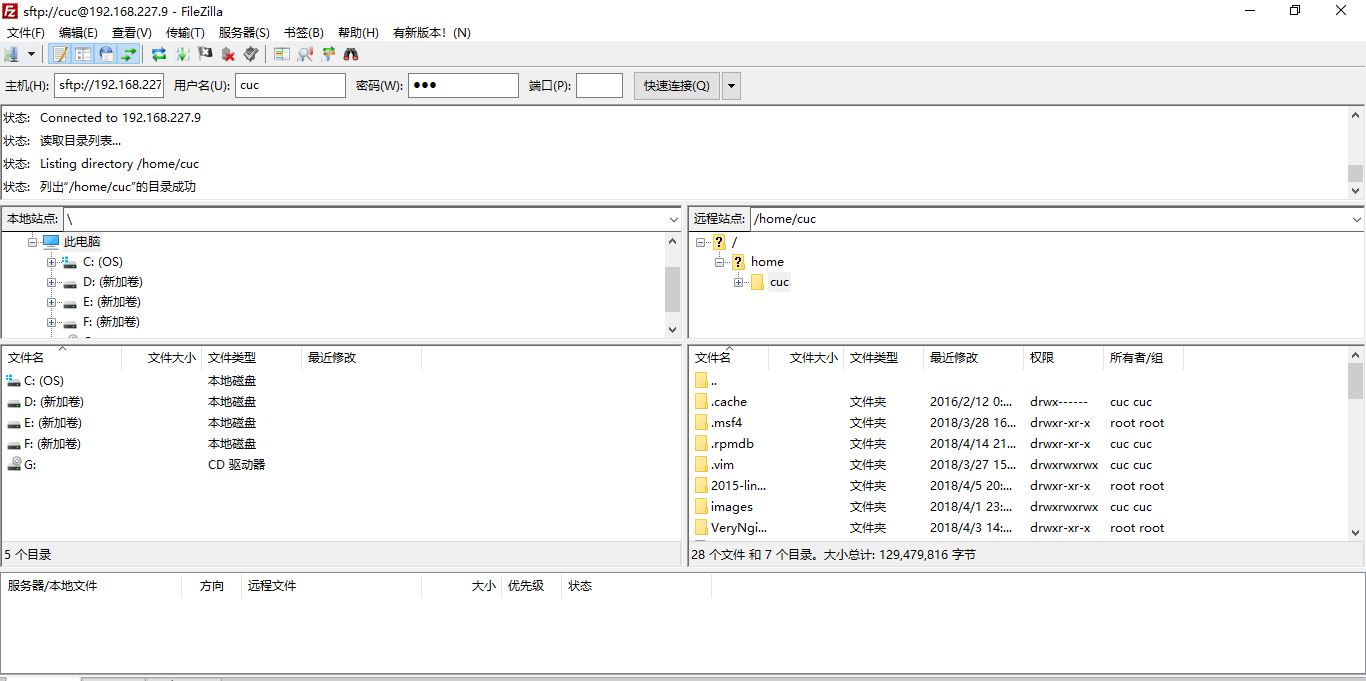 sftp://cuc@192.168.227.9 - FileZilla
文件(F) 编辑(E) 查看(V) 传输(T) 服务器(S) 书签(B) 帮助(H) 有新版本！(N)
主机(H): sftp://192.168.227 用户名(U): cuc 密码(W): ●●● 端口(P): 快速连接(Q)
状态: Connected to 192.168.227.9
状态: 读取目录列表...
状态: Listing directory /home/cuc
状态: 列出“/home/cuc”的目录成功
本地站点: \
此电脑
C: (OS)
D: (新加卷)
E: (新加卷)
F: (新加卷)
远程站点: /home/cuc
? /
? home
cuc
文件名 文件大小 文件类型 最近修改
C: (OS) 本地磁盘
D: (新加卷) 本地磁盘
E: (新加卷) 本地磁盘
F: (新加卷) 本地磁盘
G: CD 驱动器
5 个目录
文件名 文件大小 文件类型 最近修改 权限 所有者/组
..
.cache 文件夹 2016/2/12 0:... drwx------ cuc cuc
.msf4 文件夹 2018/3/28 16... drwxr-xr-x root root
.rpmdb 文件夹 2018/4/14 21... drwxr-xr-x cuc cuc
.vim 文件夹 2018/3/27 15... drwxrwxrwx cuc cuc
2015-lin... 文件夹 2018/4/5 20:... drwxr-xr-x root root
images 文件夹 2018/4/1 23:... drwxrwxrwx cuc cuc
VeryNgi... 文件夹 2018/4/3 14:... drwxr-xr-x root root
28 个文件 和 7 个目录。大小总计: 129,479,816 字节
服务器/本地文件 方向 远程文件 大小 优先级 状态